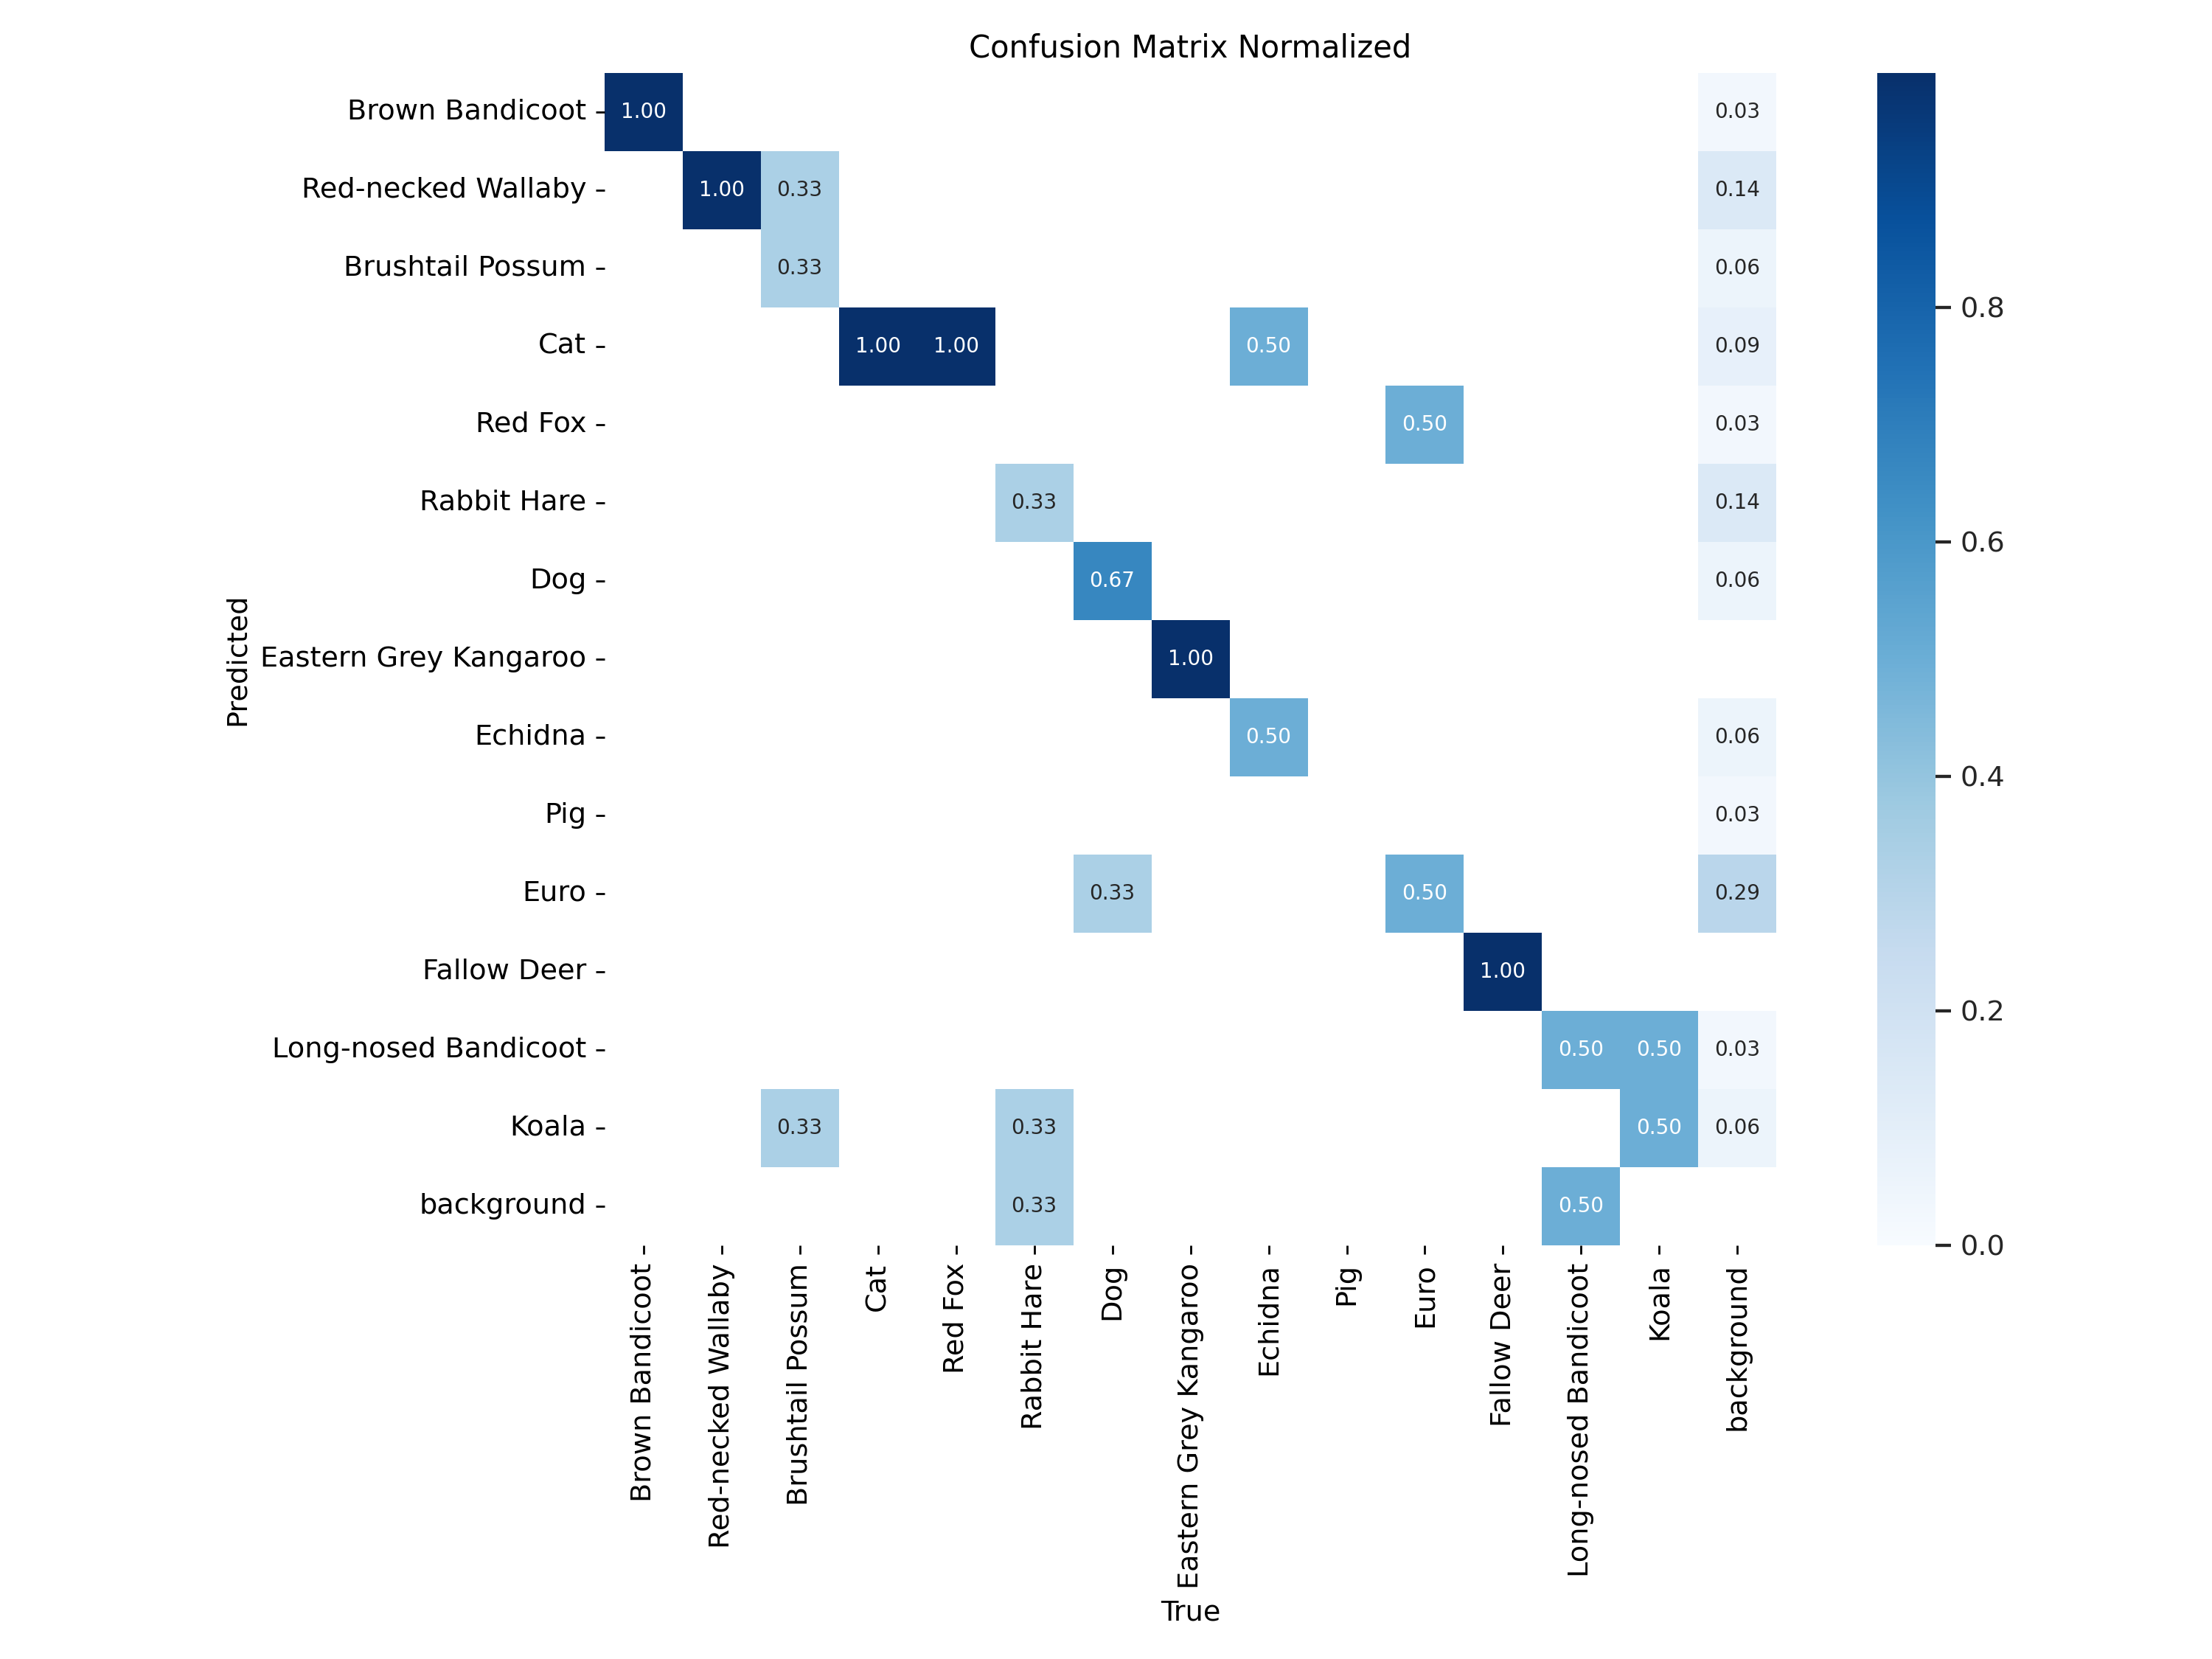 Confusion Matrix Normalized
Brown Bandicoot 1.00 0.03
Red-necked Wallaby 1.00 0.33 0.14
Brushtail Possum 0.33 0.06
0.8
Cat 1.00 1.00 0.50 0.09
Red Fox 0.50 0.03
Rabbit Hare 0.33 0.14
0.6
Dog 0.67 0.06
Predicted
Eastern Grey Kangaroo 1.00
Echidna 0.50 0.06
0.4
Pig 0.03
Euro 0.33 0.50 0.29
Fallow Deer 1.00
0.2
Long-nosed Bandicoot 0.50 0.50 0.03
Koala 0.33 0.33 0.50 0.06
background 0.33 0.50
0.0
Brown Bandicoot
Red-necked Wallaby
Brushtail Possum
Cat
Red Fox
Rabbit Hare
Dog
Eastern Grey Kangaroo
Echidna
Pig
Euro
Fallow Deer
Long-nosed Bandicoot
Koala
background
True